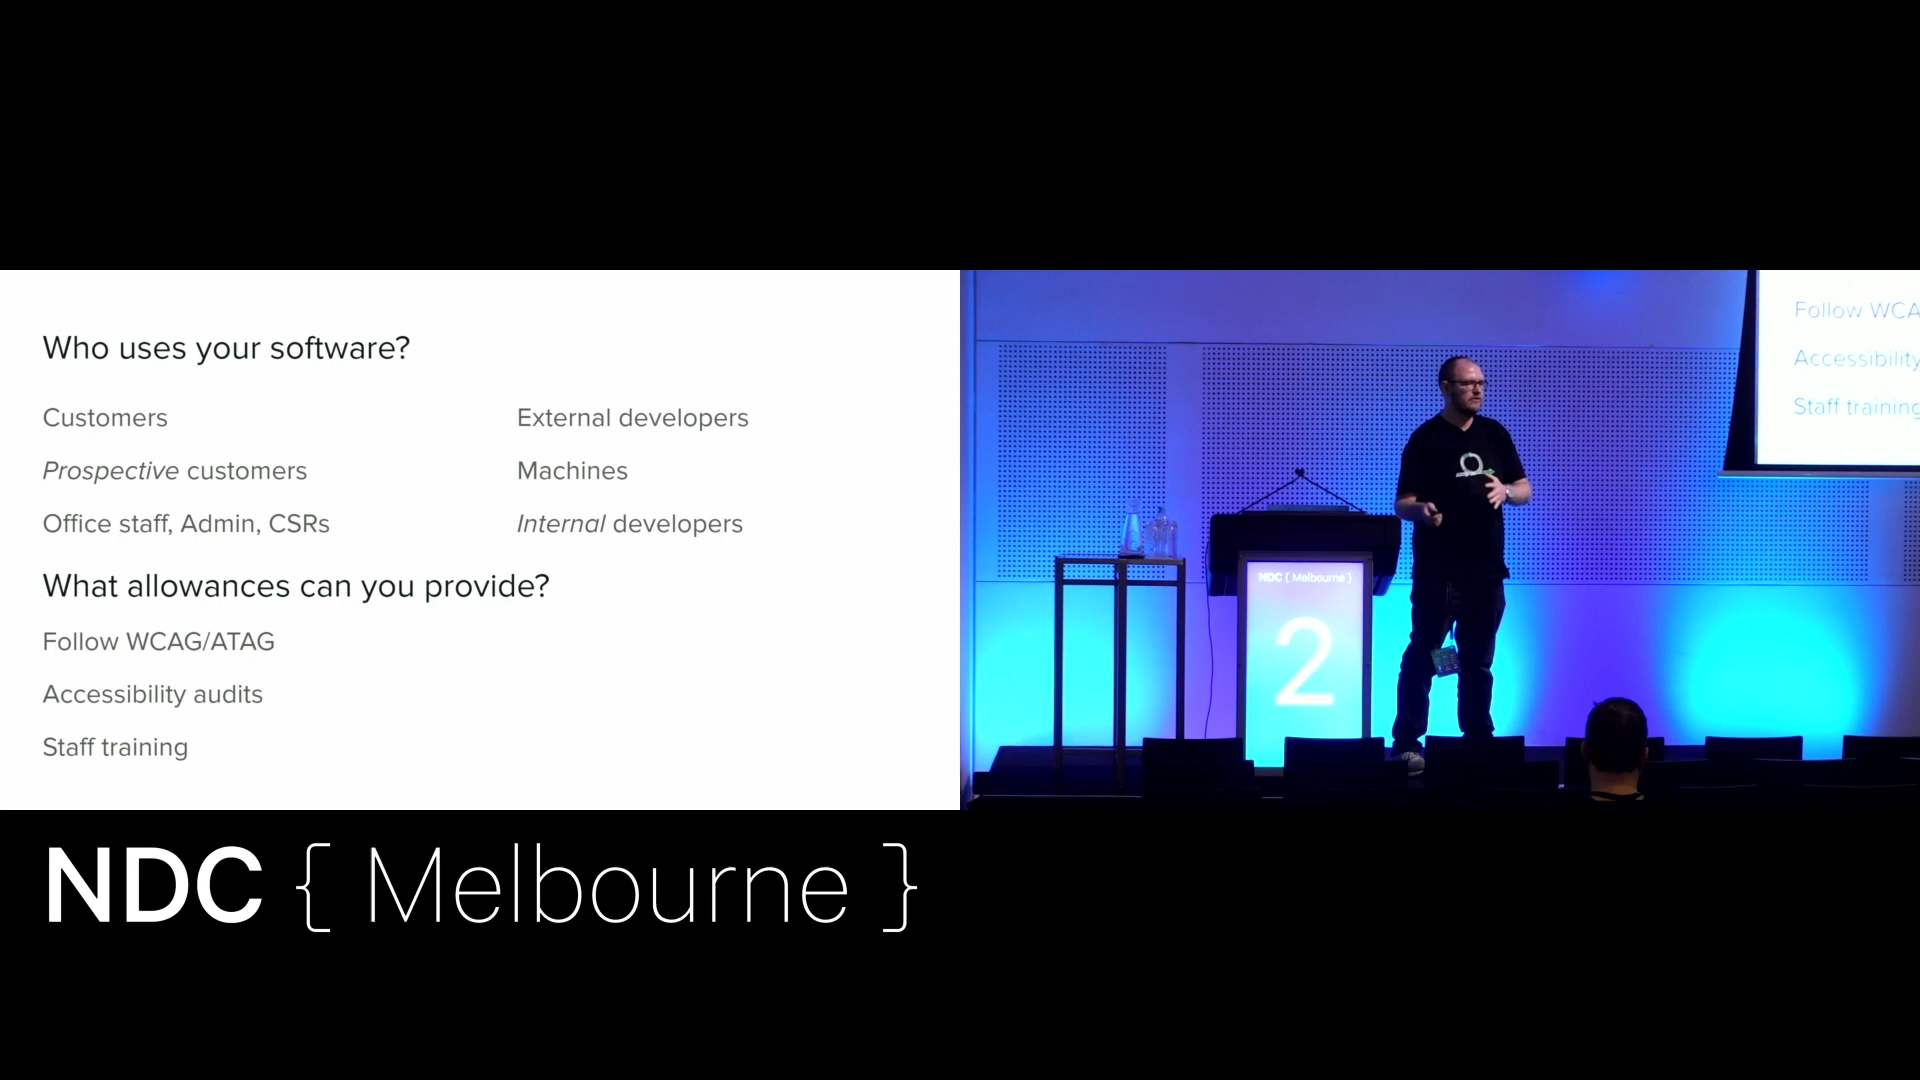 Who uses your software?
Customers
Prospective customers
Office staff, Admin, CSRs
External developers
Machines
Internal developers
What allowances can you provide?
Follow WCAG/ATAG
Accessibility audits
Staff training
Follow WCA
Accessibility
Staff training
NDC { Melbourne }
2
NDC { Melbourne }